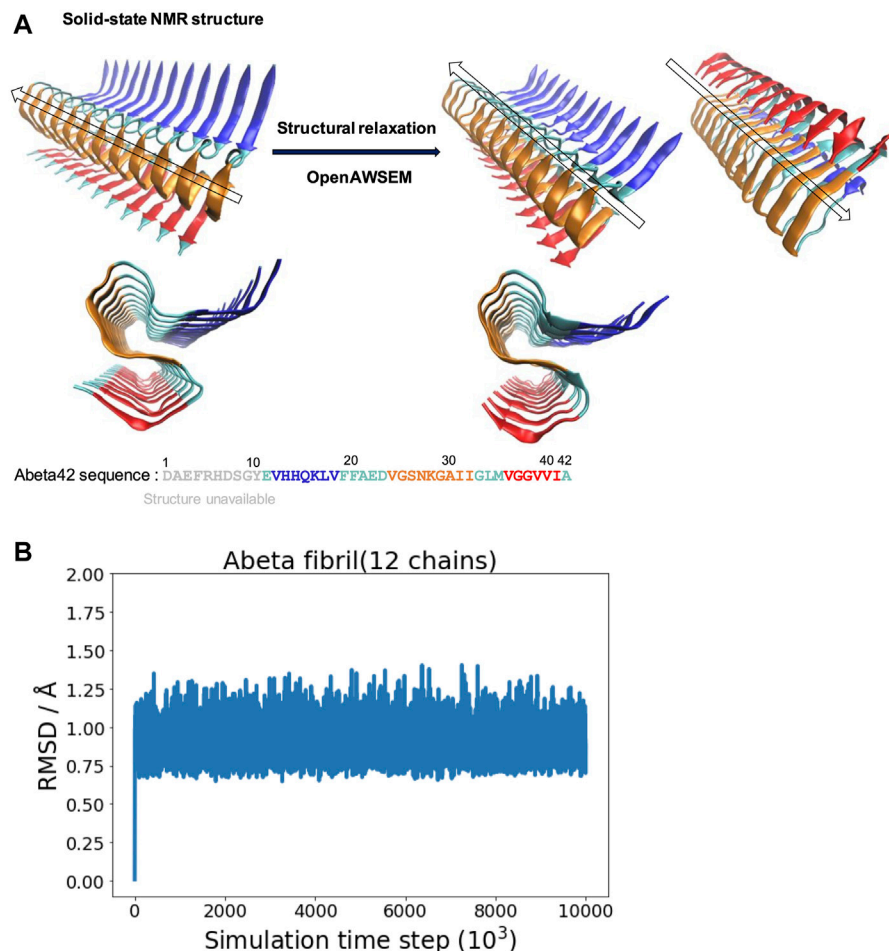 A
Solid-state NMR structure
Structural relaxation
OpenAWSEM
1 10 20 30 40 42
Abeta42 sequence : DAEFRHDSGYEVHHQKLVFFAEDVGSNKGAIIGLMVGGVVIA
Structure unavailable
B
Abeta fibril(12 chains)
2.00
1.75
1.50
1.25
1.00
0.75
0.50
0.25
0.00
RMSD / Å
0 2000 4000 6000 8000 10000
Simulation time step (10³)